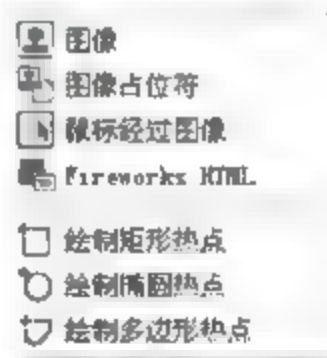 图像
图像占位符
鼠标经过图像
Fireworks HTML
绘制矩形热点
绘制椭圆热点
绘制多边形热点